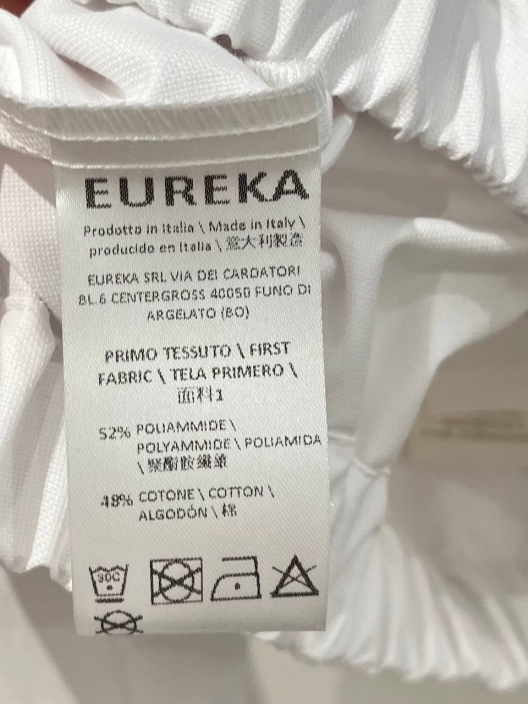 EUREKA
Prodotto in Italia \ Made in Italy \
producido en Italia \ 意大利製造
EUREKA SRL VIA DEI CARDATORI
BL.6 CENTERGROSS 40050 FUNO DI
ARGELATO (BO)
PRIMO TESSUTO \ FIRST
FABRIC \ TELA PRIMERO \
面料1
52% POLIAMMIDE \
POLYAMMIDE \ POLIAMIDA
\ 聚酰胺纖維
48% COTONE \ COTTON \
ALGODÓN \ 棉
30C